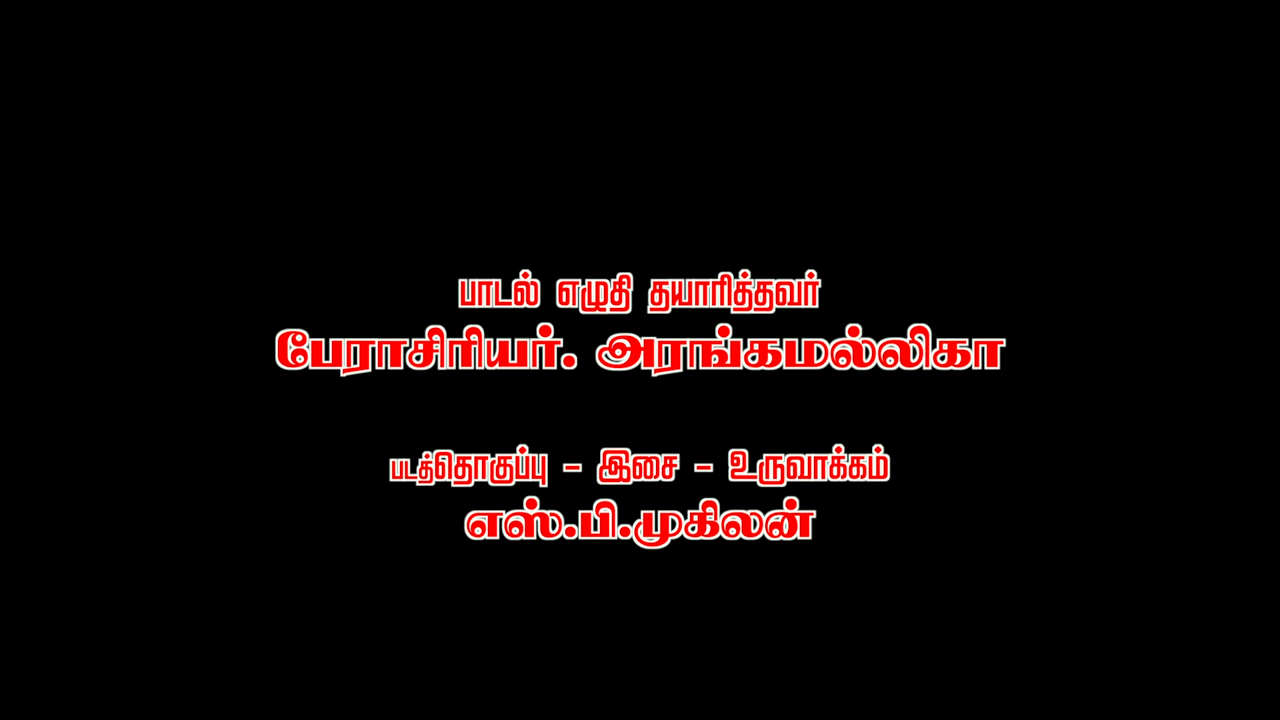 பாடல் எழுதி தயாரித்தவர்
பேராசிரியர். அரங்கமல்லிகா
படத்தொகுப்பு - இசை - உருவாக்கம்
எஸ்.பி.முகிலன்